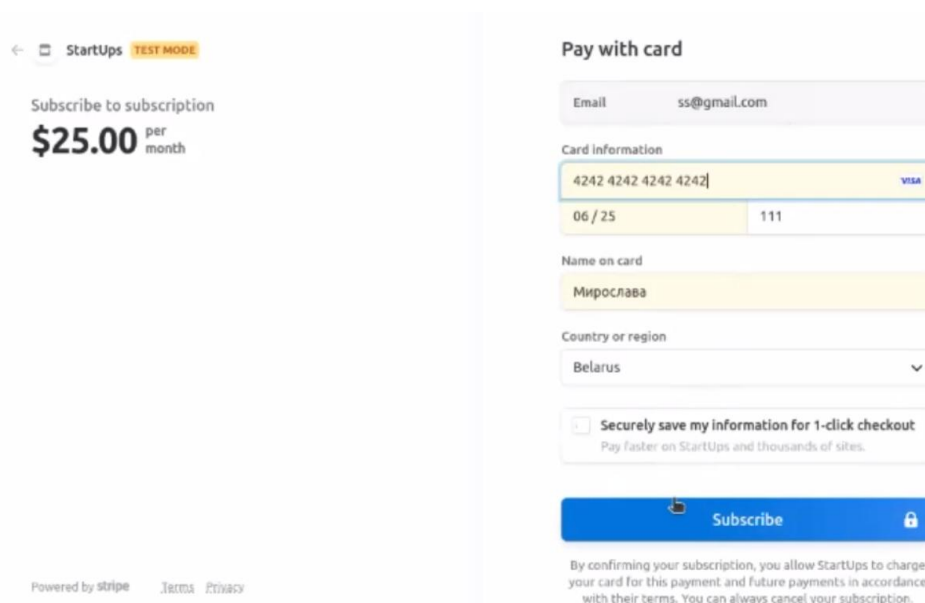 StartUps TEST MODE
Subscribe to subscription
$25.00 per month
Powered by stripe Terms Privacy
Pay with card
Email ss@gmail.com
Card information
4242 4242 4242 4242 VISA
06 / 25 111
Name on card
Мирослава
Country or region
Belarus
Securely save my information for 1-click checkout
Pay faster on StartUps and thousands of sites.
Subscribe
By confirming your subscription, you allow StartUps to charge
your card for this payment and future payments in accordance
with their terms. You can always cancel your subscription.